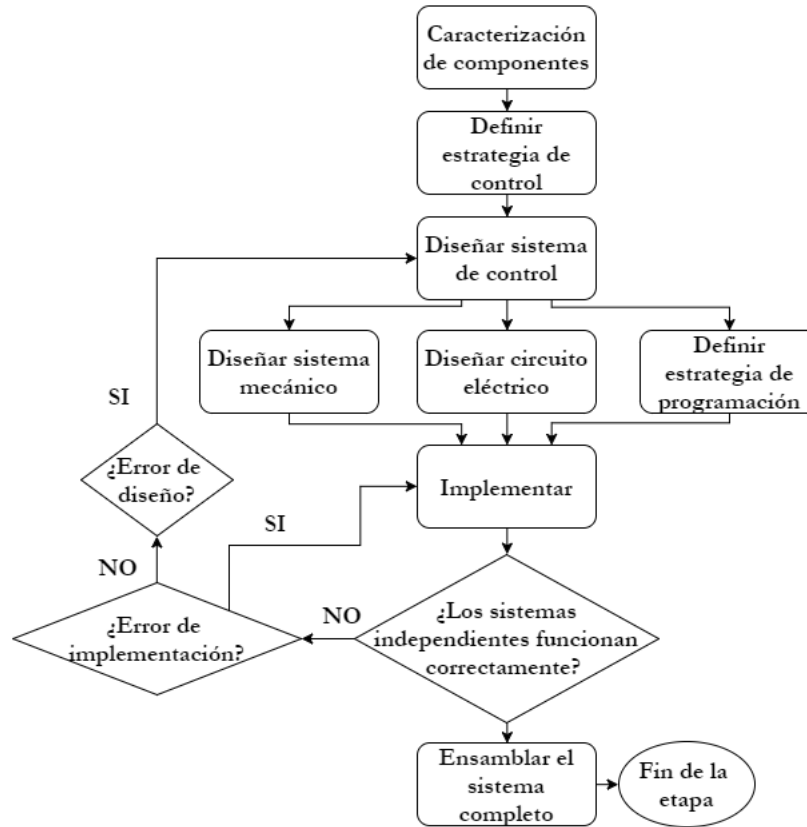 Caracterización
de componentes
Definir
estrategia de
control
Diseñar sistema
de control
Diseñar sistema
mecánico
Diseñar circuito
eléctrico
Definir
estrategia de
programación
SI
¿Error de
diseño?
Implementar
SI
NO
¿Error de
implementación?
NO
¿Los sistemas
independientes funcionan
correctamente?
Ensamblar el
sistema
completo
Fin de la
etapa